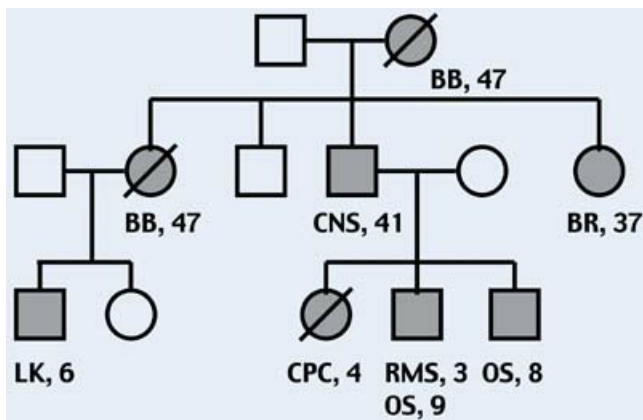 BB, 47
BB, 47
CNS, 41
BR, 37
LK, 6
CPC, 4
RMS, 3
OS, 9
OS, 8